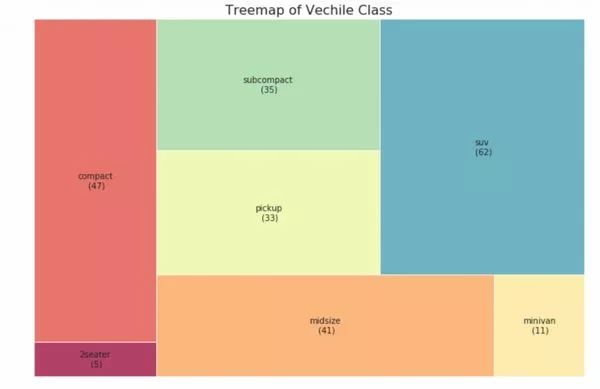 Treemap of Vechile Class
subcompact
(35)
suv
(62)
compact
(47)
pickup
(33)
midsize
(41)
minivan
(11)
2seater
(5)